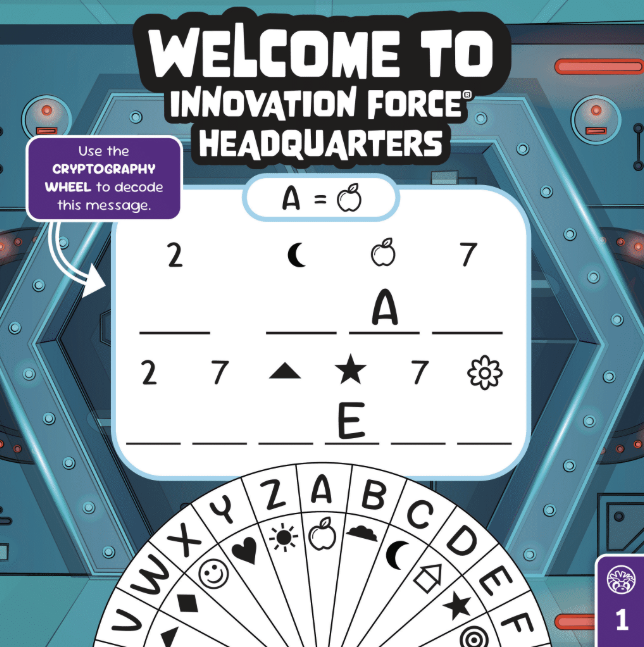 WELCOME TO
INNOVATION FORCE®
HEADQUARTERS
Use the
CRYPTOGRAPHY
WHEEL to decode
this message.
A =
2 7
A
2 7 7
E
V W X Y Z A B C D E F
1